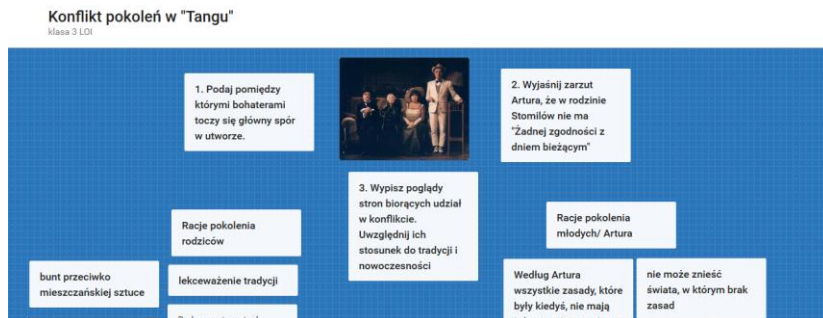 Konflikt pokoleń w "Tangu"
klasa 3 LOI
1. Podaj pomiędzy
którymi bohaterami
toczy się główny spór
w utworze.
2. Wyjaśnij zarzut
Artura, że w rodzinie
Stomilów nie ma
"Żadnej zgodności z
dniem bieżącym"
3. Wypisz poglądy
stron biorących udział
w konflikcie.
Uwzględnij ich
stosunek do tradycji i
nowoczesności
Racje pokolenia
rodziców
Racje pokolenia
młodych/ Artura
bunt przeciwko
mieszczańskiej sztuce
lekceważenie tradycji
Według Artura
wszystkie zasady, które
były kiedyś, nie mają
nie może znieść
świata, w którym brak
zasad